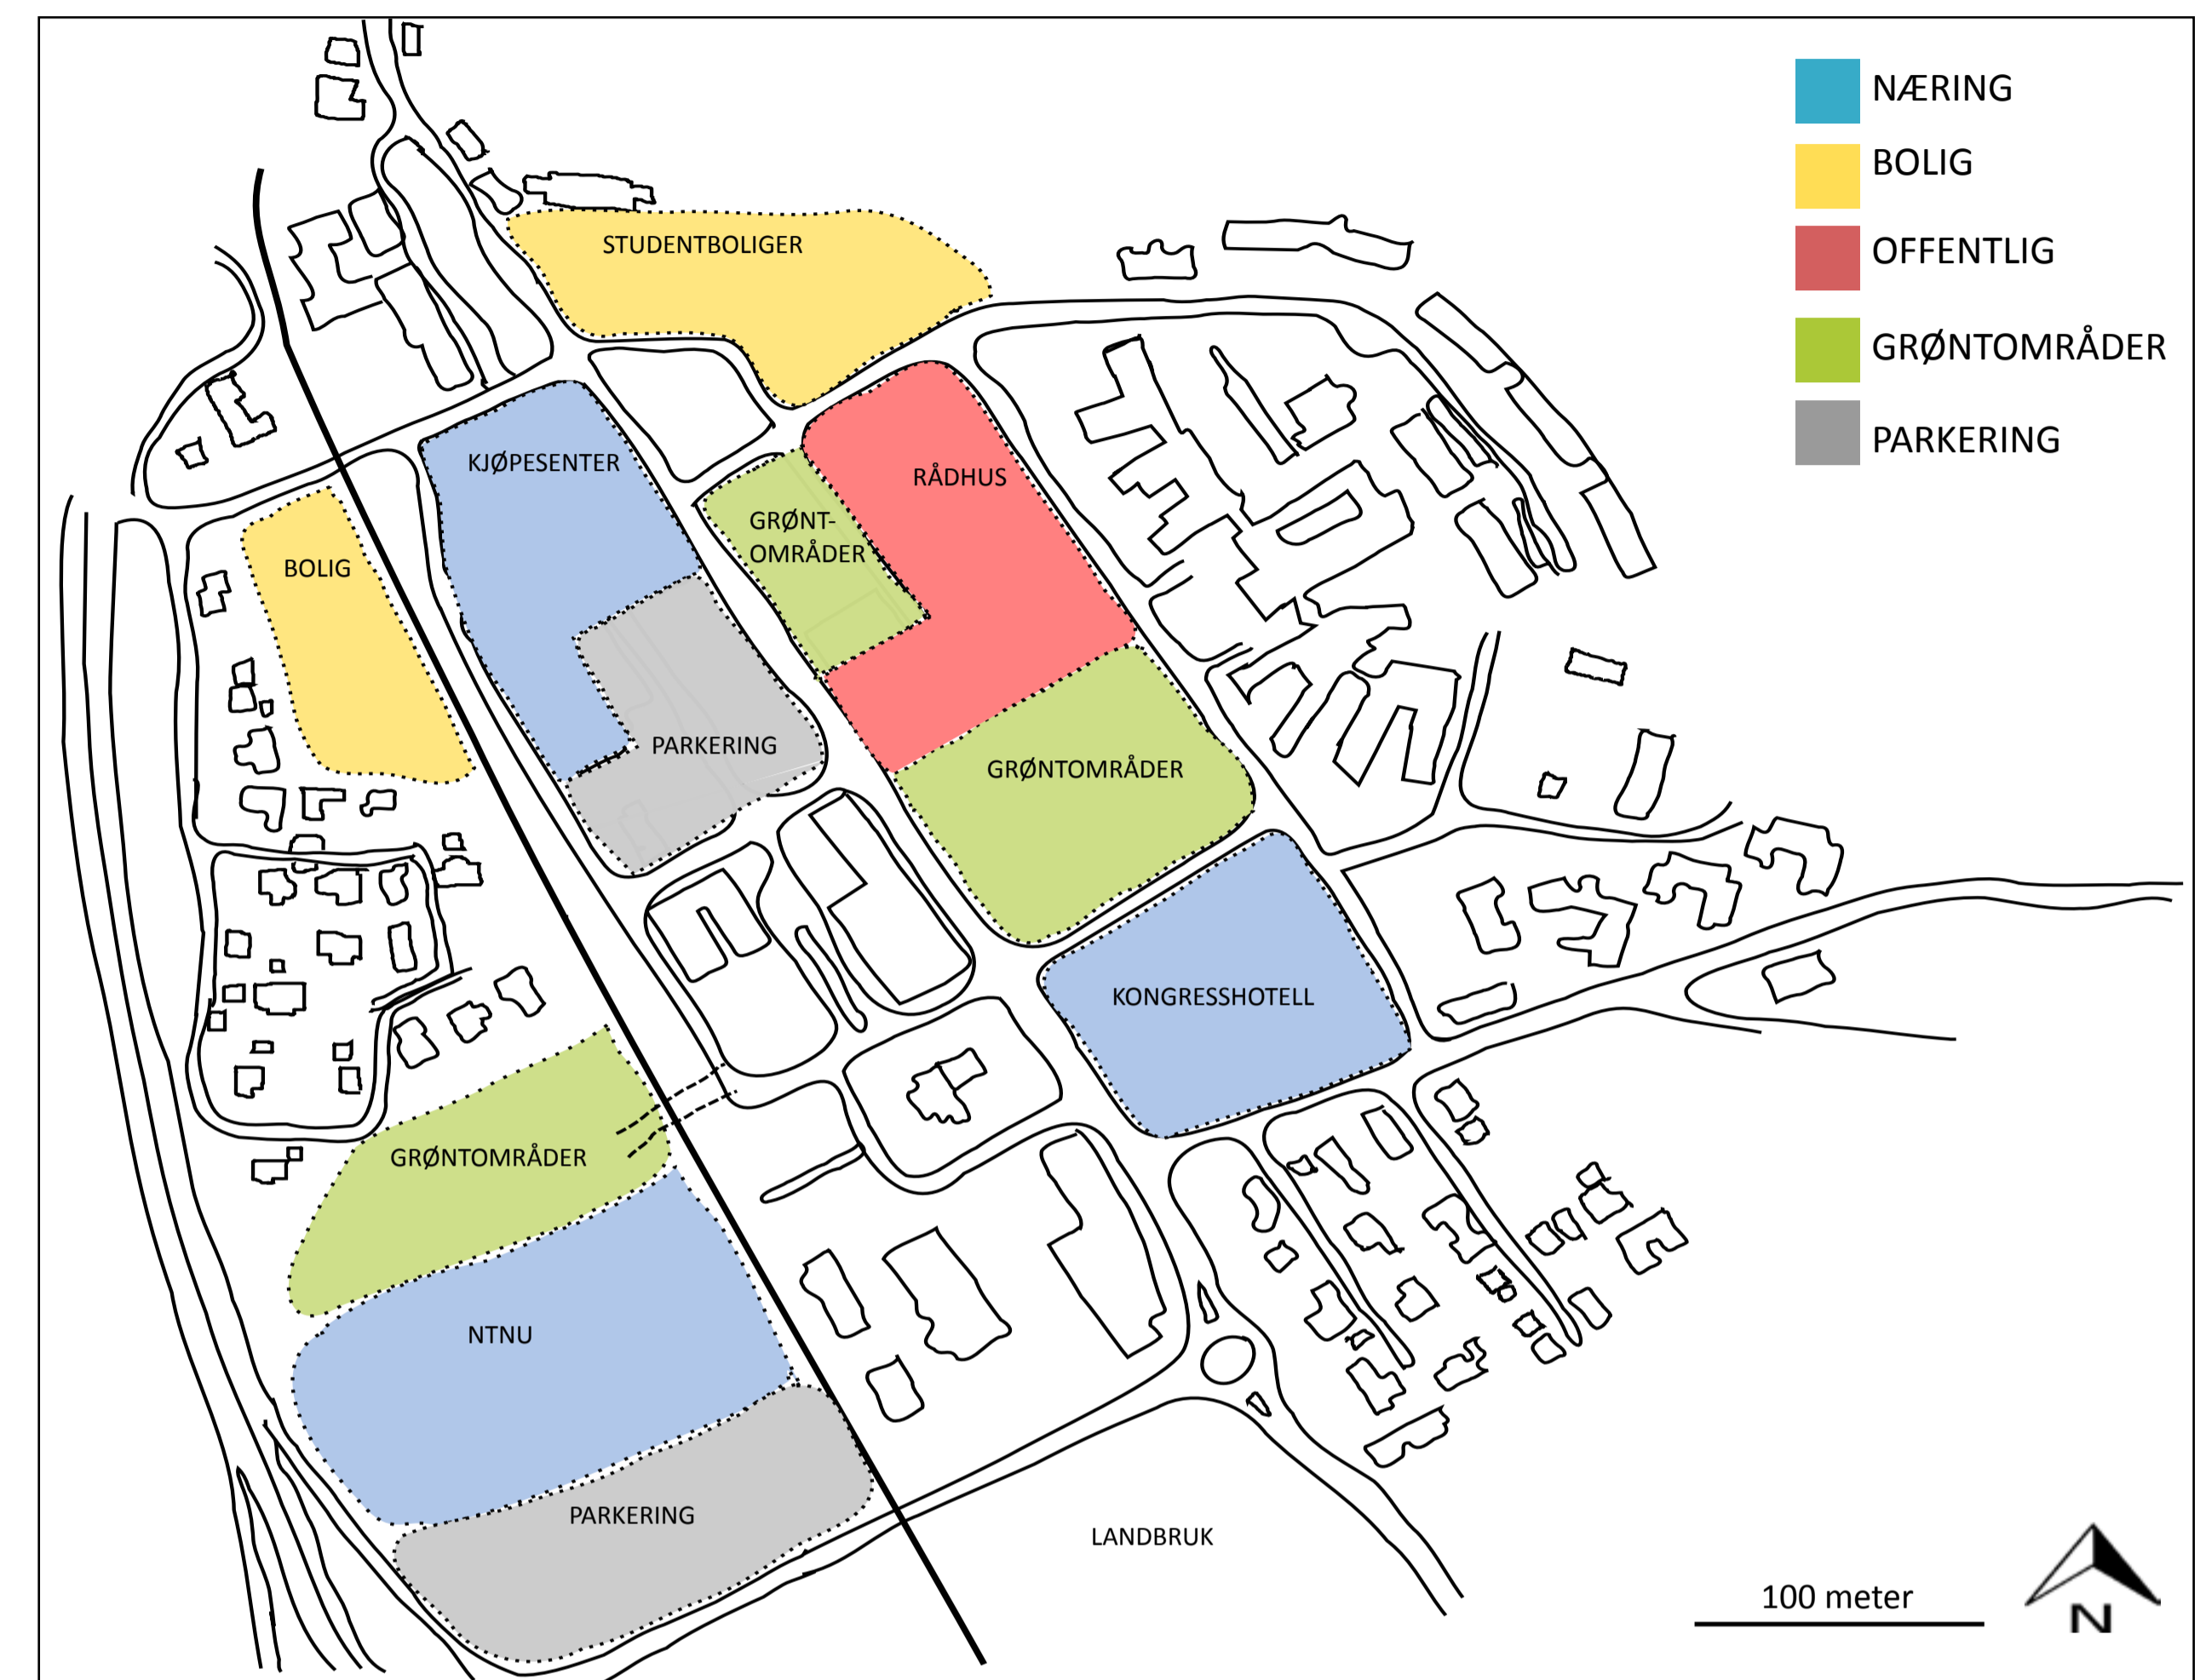 NÆRING
BOLIG
OFFENTLIG
GRØNTOMRÅDER
PARKERING
STUDENTBOLIGER
KJØPESENTER
RÅDHUS
GRØNT-
OMRÅDER
BOLIG
PARKERING
GRØNTOMRÅDER
KONGRESSHOTELL
GRØNTOMRÅDER
NTNU
PARKERING
LANDBRUK
100 meter
N